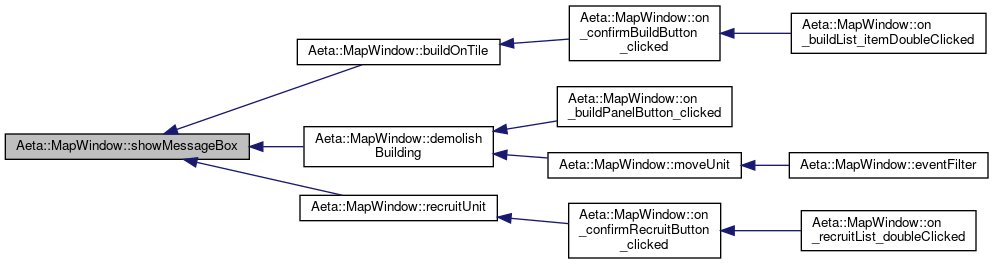 Aeta::MapWindow::showMessageBox
Aeta::MapWindow::buildOnTile
Aeta::MapWindow::on
_confirmBuildButton
_clicked
Aeta::MapWindow::on
_buildList_itemDoubleClicked
Aeta::MapWindow::demolish
Building
Aeta::MapWindow::on
_buildPanelButton_clicked
Aeta::MapWindow::moveUnit
Aeta::MapWindow::eventFilter
Aeta::MapWindow::recruitUnit
Aeta::MapWindow::on
_confirmRecruitButton
_clicked
Aeta::MapWindow::on
_recruitList_doubleClicked